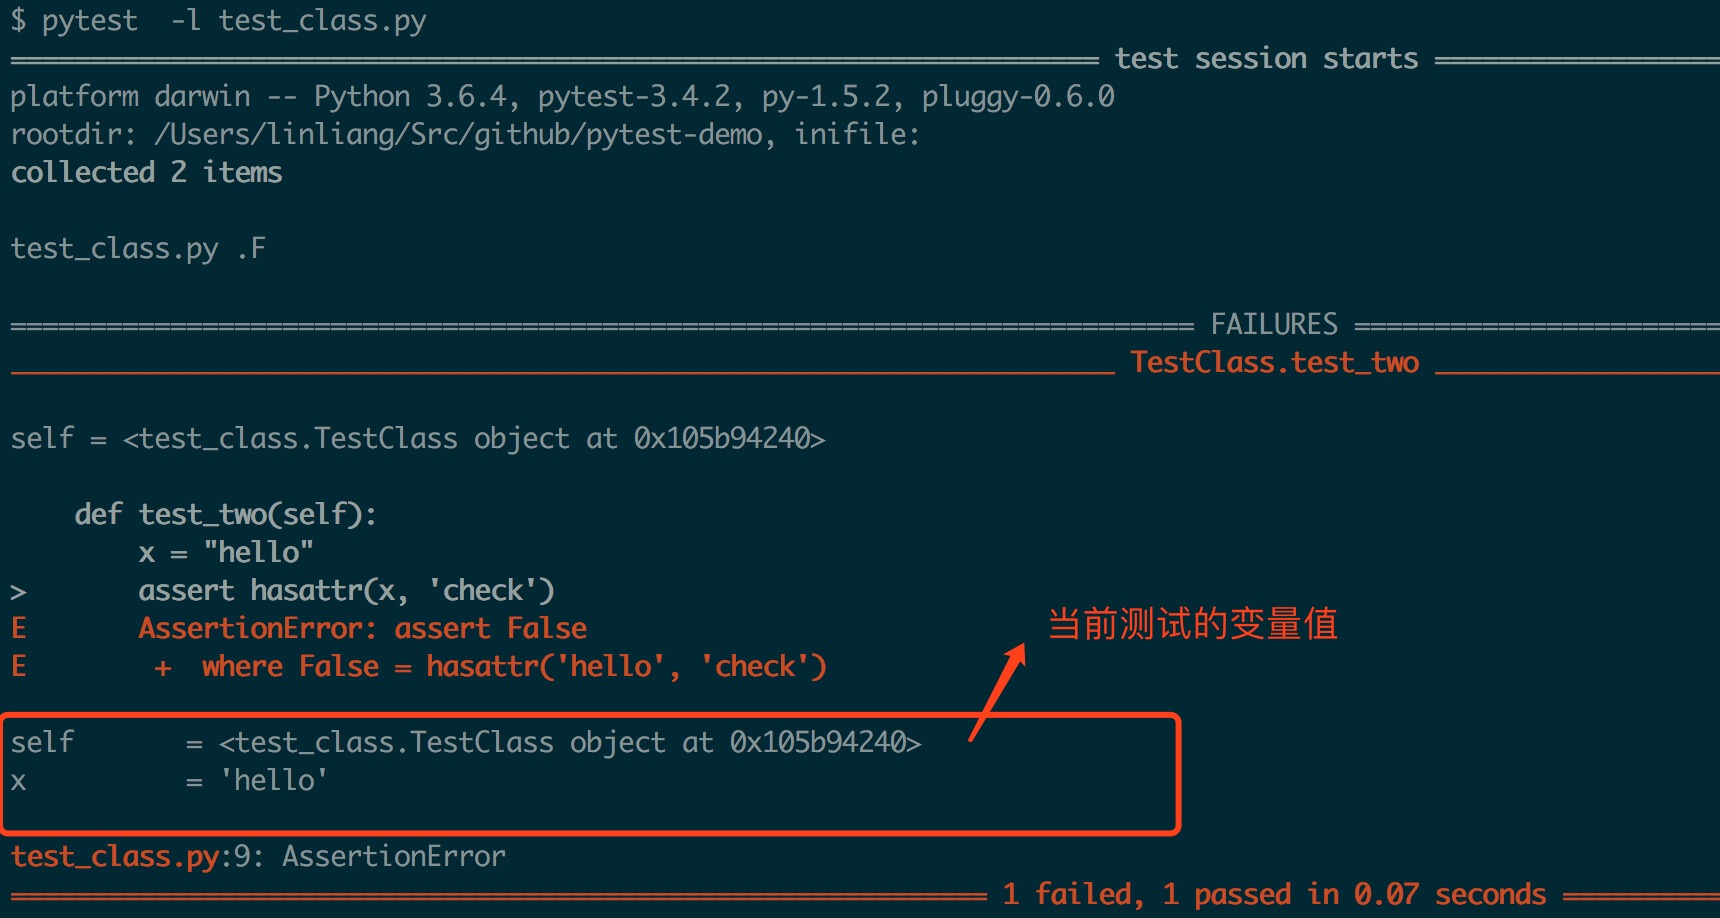 $ pytest  -l test_class.py
==================================================================== test session starts ==================
platform darwin -- Python 3.6.4, pytest-3.4.2, py-1.5.2, pluggy-0.6.0
rootdir: /Users/linliang/Src/github/pytest-demo, inifile:
collected 2 items
test_class.py .F
========================================================================== FAILURES =======================
_____________________________________________________________________ TestClass.test_two __________________
self = <test_class.TestClass object at 0x105b94240>
    def test_two(self):
        x = "hello"
>       assert hasattr(x, 'check')
E       AssertionError: assert False
当前测试的变量值
E        +  where False = hasattr('hello', 'check')
self       = <test_class.TestClass object at 0x105b94240>
x          = 'hello'
test_class.py:9: AssertionError
============================================================= 1 failed, 1 passed in 0.07 seconds ==========